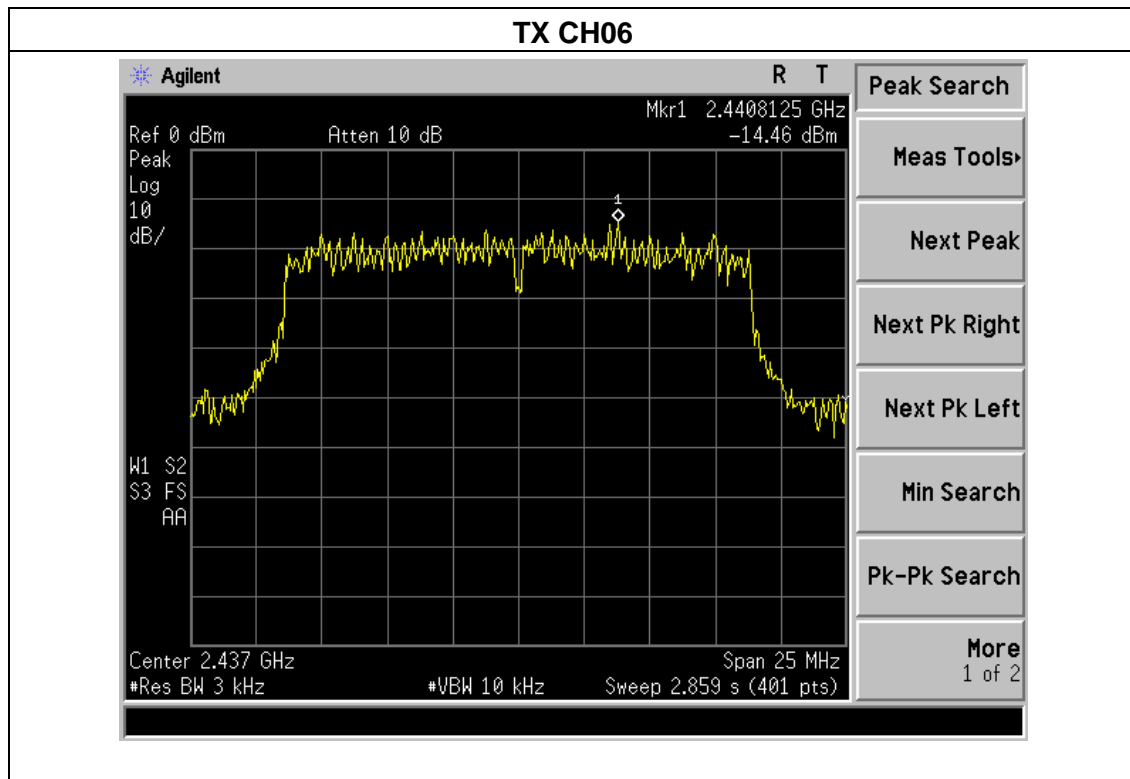 TX CH06
Agilent R T
Mkr1 2.4408125 GHz
Ref 0 dBm Atten 10 dB -14.46 dBm
Peak
Log
10
dB/
1
W1 S2
S3 FS
AA
Center 2.437 GHz Span 25 MHz
#Res BW 3 kHz #VBW 10 kHz Sweep 2.859 s (401 pts)
Peak Search
Meas Tools
Next Peak
Next Pk Right
Next Pk Left
Min Search
Pk-Pk Search
More
1 of 2